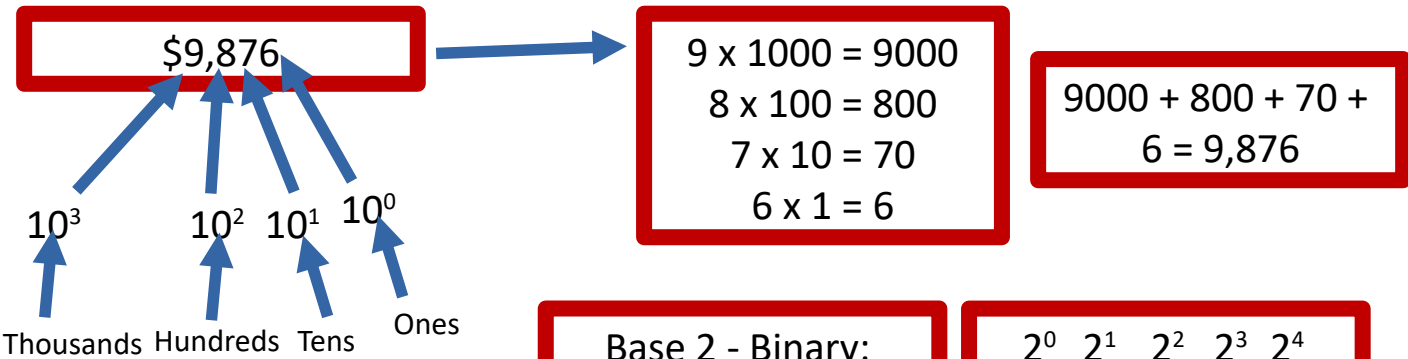 $9,876
9 x 1000 = 9000
8 x 100 = 800
7 x 10 = 70
6 x 1 = 6
9000 + 800 + 70 +
6 = 9,876
10³ 10² 10¹ 10⁰
Thousands Hundreds Tens Ones
Base 2 - Binary:
2⁰ 2¹ 2² 2³ 2⁴